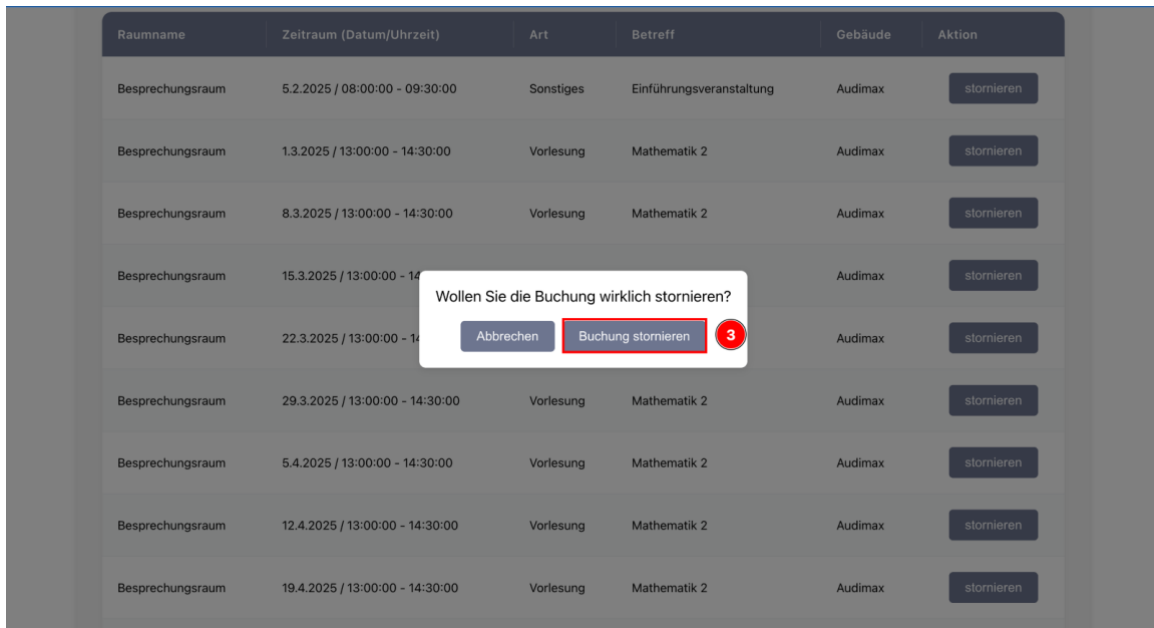 Raumname Zeitraum (Datum/Uhrzeit) Art Betreff Gebäude Aktion
Besprechungsraum 5.2.2025 / 08:00:00 - 09:30:00 Sonstiges Einführungsveranstaltung Audimax stornieren
Besprechungsraum 1.3.2025 / 13:00:00 - 14:30:00 Vorlesung Mathematik 2 Audimax stornieren
Besprechungsraum 8.3.2025 / 13:00:00 - 14:30:00 Vorlesung Mathematik 2 Audimax stornieren
Besprechungsraum 15.3.2025 / 13:00:00 - 14 Audimax stornieren
Wollen Sie die Buchung wirklich stornieren?
Besprechungsraum 22.3.2025 / 13:00:00 - 14 Audimax stornieren
Abbrechen Buchung stornieren 3
Besprechungsraum 29.3.2025 / 13:00:00 - 14:30:00 Vorlesung Mathematik 2 Audimax stornieren
Besprechungsraum 5.4.2025 / 13:00:00 - 14:30:00 Vorlesung Mathematik 2 Audimax stornieren
Besprechungsraum 12.4.2025 / 13:00:00 - 14:30:00 Vorlesung Mathematik 2 Audimax stornieren
Besprechungsraum 19.4.2025 / 13:00:00 - 14:30:00 Vorlesung Mathematik 2 Audimax stornieren